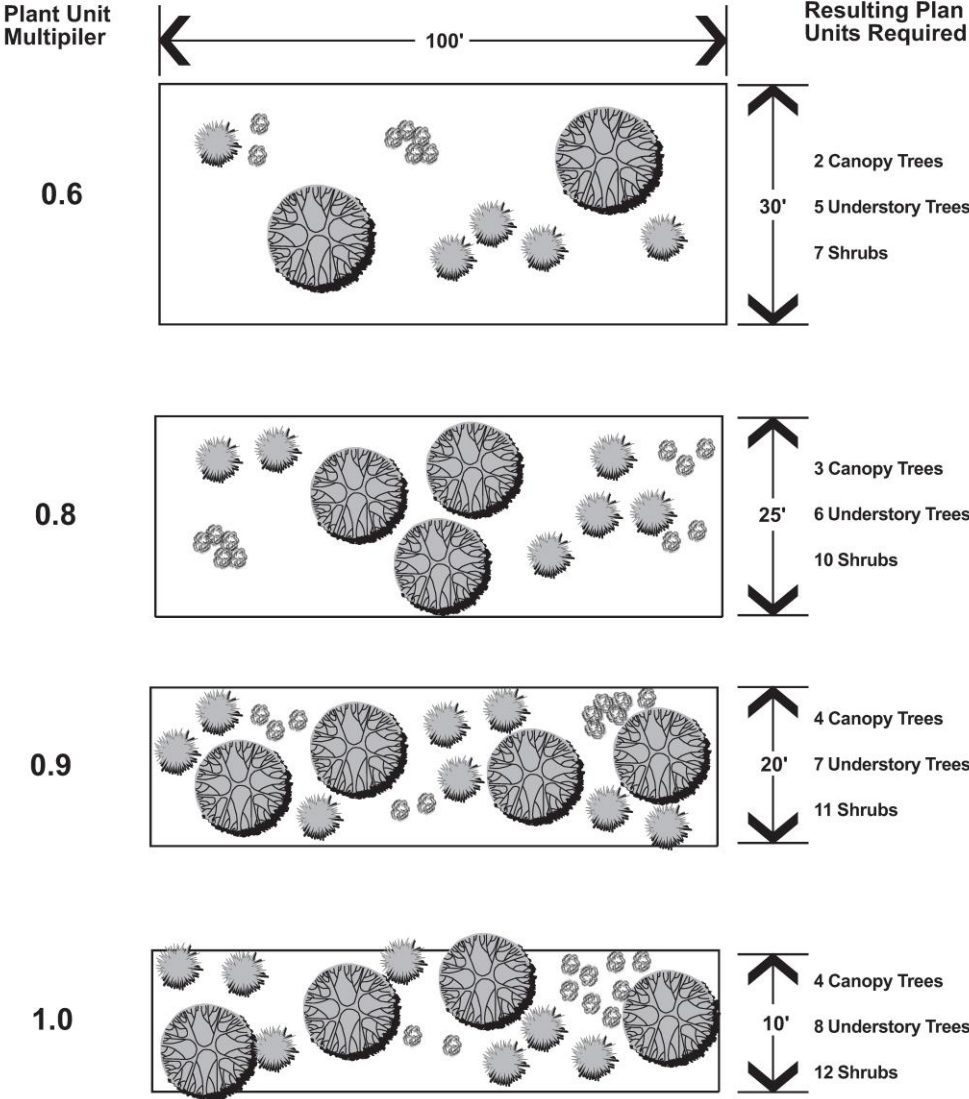 Plant Unit
Multipiler
100'
Resulting Plan
Units Required
0.6
30'
2 Canopy Trees
5 Understory Trees
7 Shrubs
0.8
25'
3 Canopy Trees
6 Understory Trees
10 Shrubs
0.9
20'
4 Canopy Trees
7 Understory Trees
11 Shrubs
1.0
10'
4 Canopy Trees
8 Understory Trees
12 Shrubs